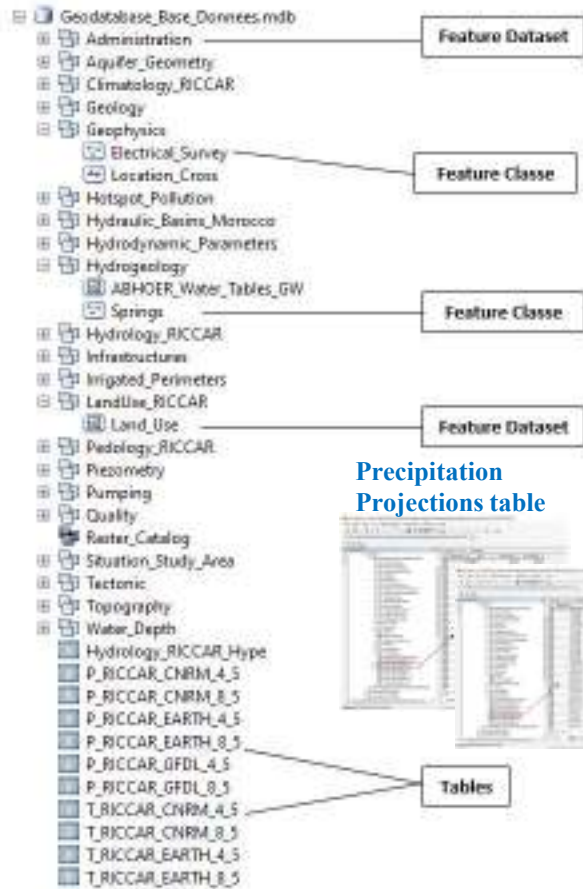 Geodatabase_Base_Donnees.mdb
Administration
Feature Dataset
Aquifer_Geometry
Climatology_RICCAR
Geology
Geophysics
Electrical_Survey
Location_Cross
Feature Classe
Hotspot_Pollution
Hydraulic_Basins_Morocco
Hydrodynamic_Parameters
Hydrogeology
ABHOER_Water_Tables_GW
Springs
Feature Classe
Hydrology_RICCAR
Infrastructures
Irrigated_Perimeters
LandUse_RICCAR
Land_Use
Feature Dataset
Pedology_RICCAR
Piezometry
Pumping
Quality
Raster_Catalog
Situation_Study_Area
Tectonic
Topography
Water_Depth
Precipitation
Projections table
Hydrology_RICCAR_Hype
P_RICCAR_CNRM_4_5
P_RICCAR_CNRM_8_5
P_RICCAR_EARTH_4_5
P_RICCAR_EARTH_8_5
P_RICCAR_GFDL_4_5
P_RICCAR_GFDL_8_5
Tables
T_RICCAR_CNRM_4_5
T_RICCAR_CNRM_8_5
T_RICCAR_EARTH_4_5
T_RICCAR_EARTH_8_5